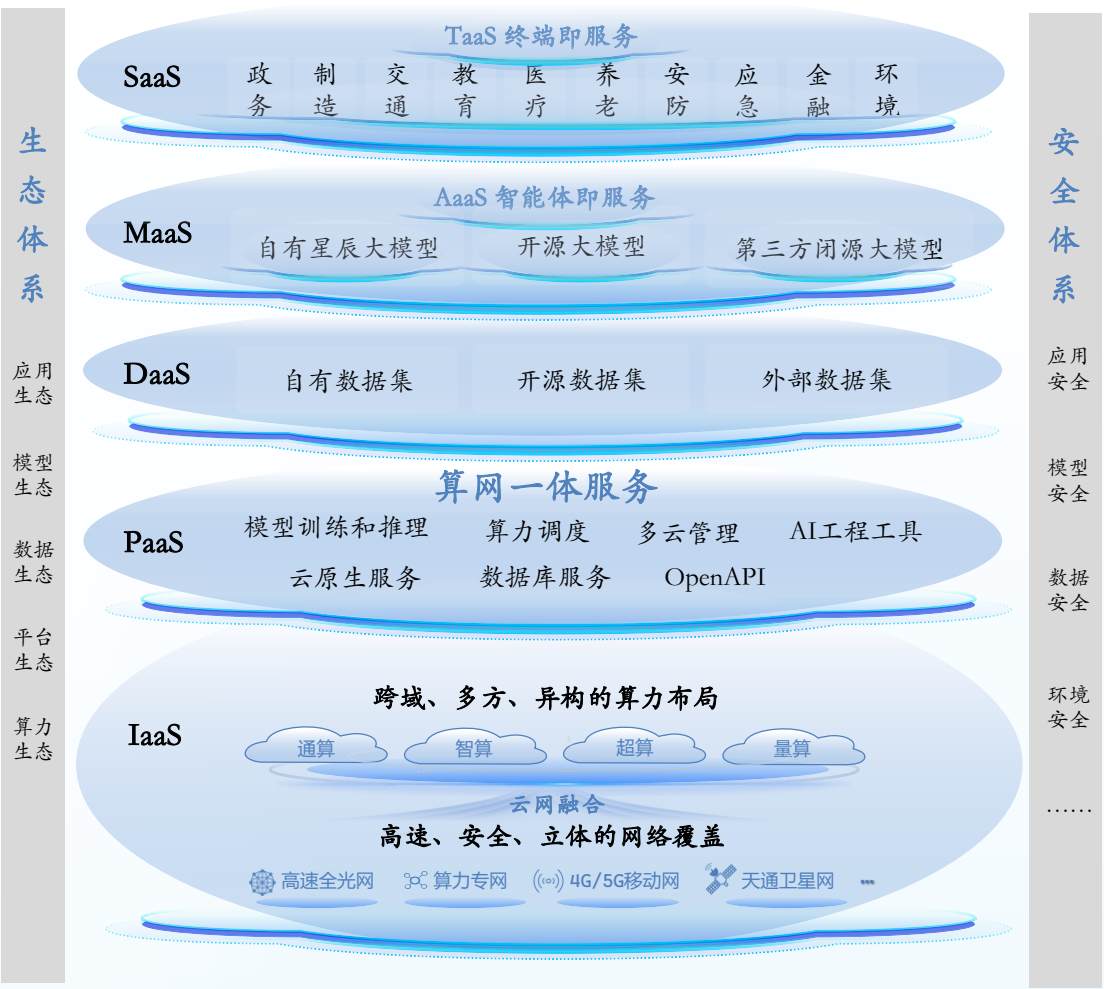 生态体系
应用
生态
模型
生态
数据
生态
平台
生态
算力
生态
TaaS 终端即服务
SaaS
政务 制造 交通 教育 医疗 养老 安防 应急 金融 环境
AaaS 智能体即服务
MaaS
自有星辰大模型 开源大模型 第三方闭源大模型
DaaS
自有数据集 开源数据集 外部数据集
算网一体服务
PaaS
模型训练和推理 算力调度 多云管理 AI工程工具
云原生服务 数据库服务 OpenAPI
跨域、多方、异构的算力布局
IaaS
通算 智算 超算 量算
云网融合
高速、安全、立体的网络覆盖
高速全光网 算力专网 4G/5G移动网 天通卫星网 ...
安全体系
应用
安全
模型
安全
数据
安全
环境
安全
……